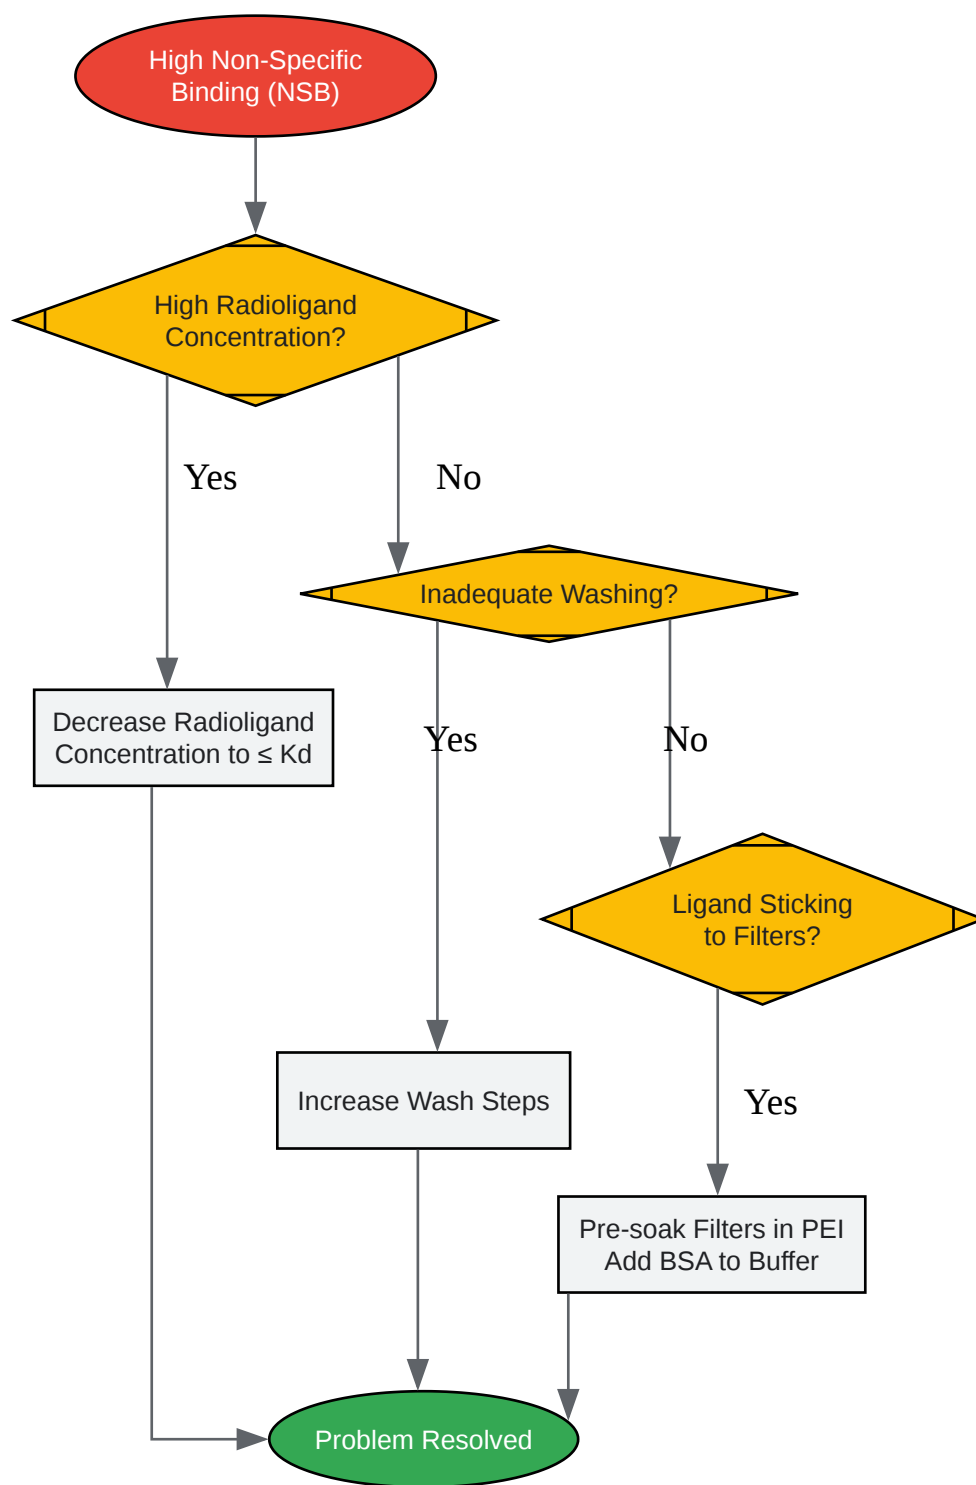 High Non-Specific
Binding (NSB)
High Radioligand
Concentration?
Yes
No
Inadequate Washing?
Decrease Radioligand
Concentration to ≤ Kd
Yes
No
Ligand Sticking
to Filters?
Increase Wash Steps
Yes
Pre-soak Filters in PEI
Add BSA to Buffer
Problem Resolved